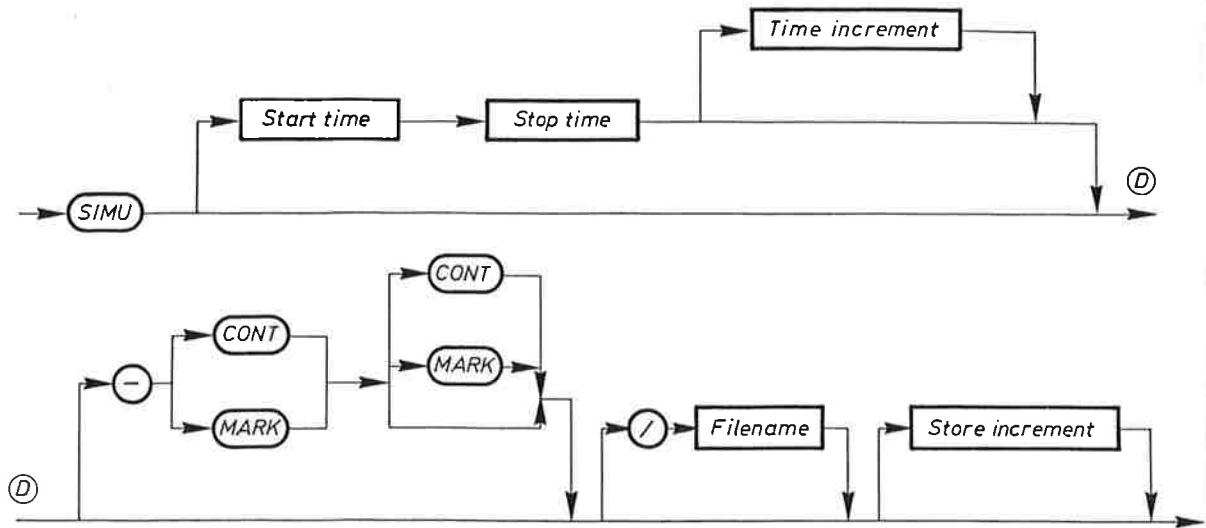 Time increment
Start time
Stop time
D
SIMU
CONT
CONT
MARK
-
MARK
/
Filename
Store increment
D